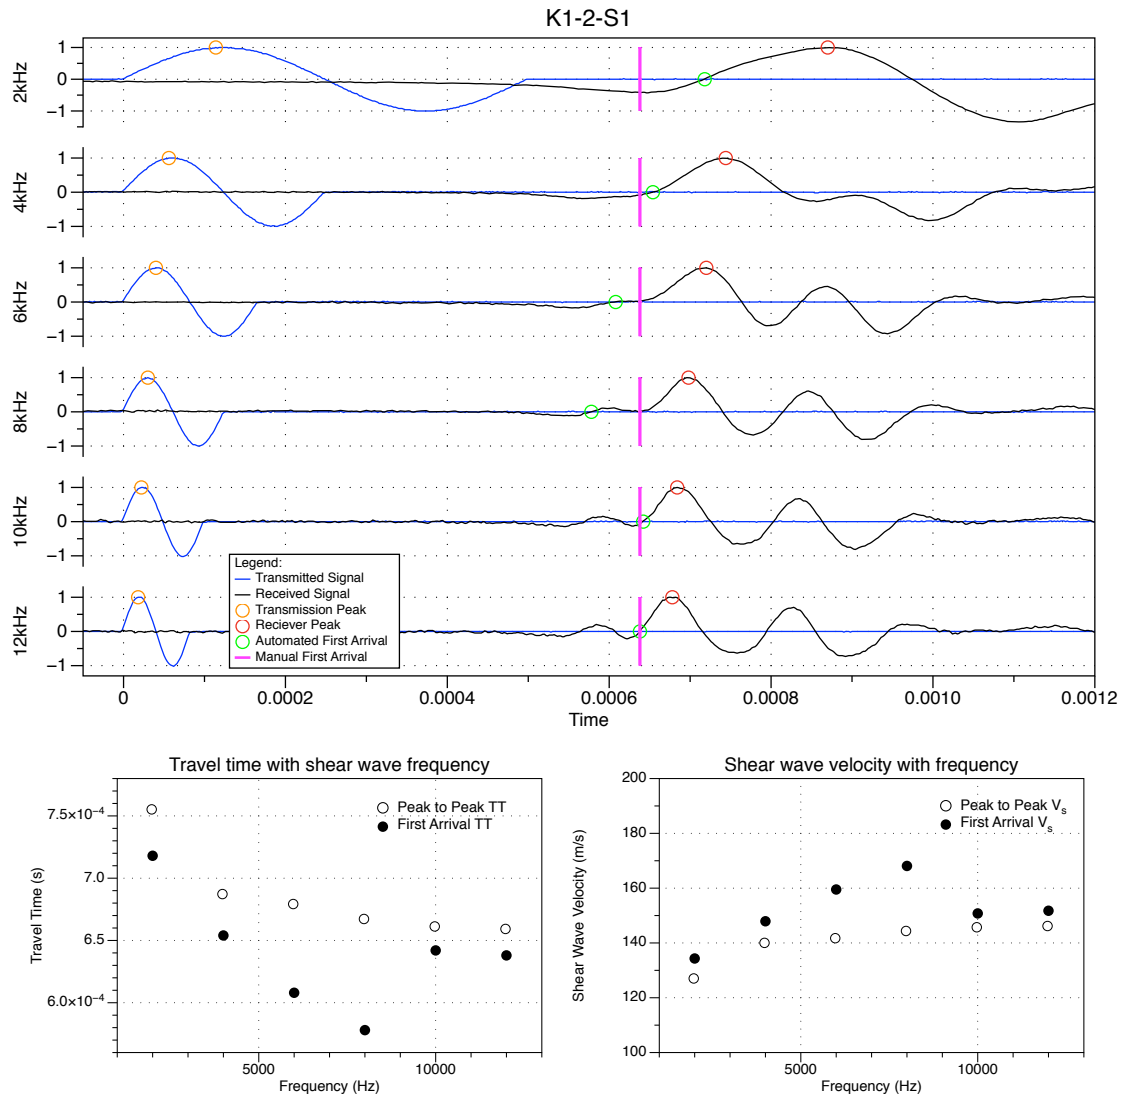 K1-2-S1
2kHz
1
0
−1
4kHz
1
0
−1
6kHz
1
0
−1
8kHz
1
0
−1
10kHz
1
0
−1
12kHz
1
0
−1
Legend:
Transmitted Signal
Received Signal
Transmission Peak
Reciever Peak
Automated First Arrival
Manual First Arrival
0 0.0002 0.0004 0.0006 0.0008 0.0010 0.0012
Time
Travel time with shear wave frequency
Peak to Peak TT
First Arrival TT
7.5×10⁻⁴
7.0
6.5
6.0×10⁻⁴
Travel Time (s)
5000 10000
Frequency (Hz)
Shear wave velocity with frequency
Peak to Peak Vₛ
First Arrival Vₛ
200
180
160
140
120
100
Shear Wave Velocity (m/s)
5000 10000
Frequency (Hz)